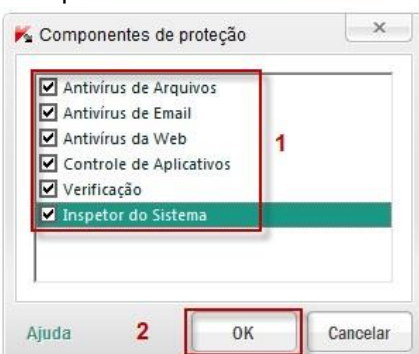 Componentes de proteção
Antivírus de Arquivos
Antivírus de Email
Antivírus da Web
Controle de Aplicativos
Verificação
Inspetor do Sistema
1
Ajuda 2 OK Cancelar